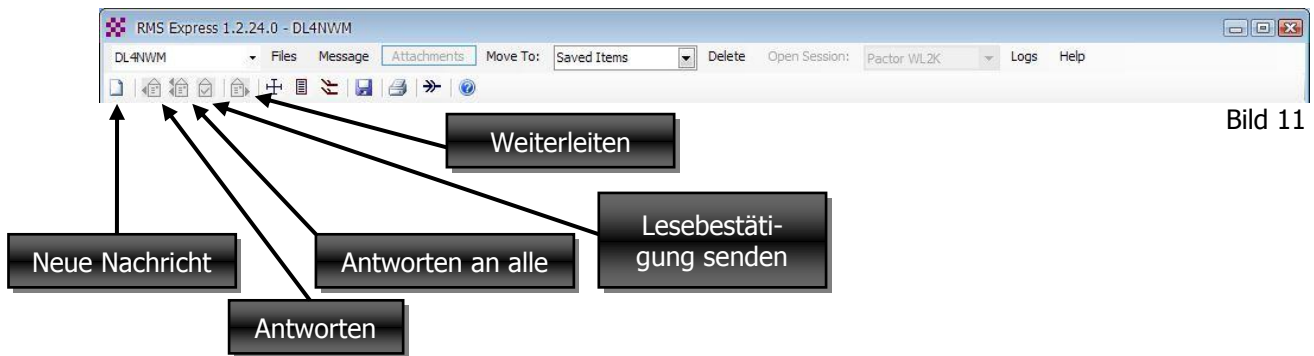 RMS Express 1.2.24.0 - DL4NWM
DL4NWM Files Message Attachments Move To: Saved Items Delete Open Session: Pactor WL2K Logs Help
Bild 11
Weiterleiten
Lesebestäti-
gung senden
Neue Nachricht
Antworten an alle
Antworten